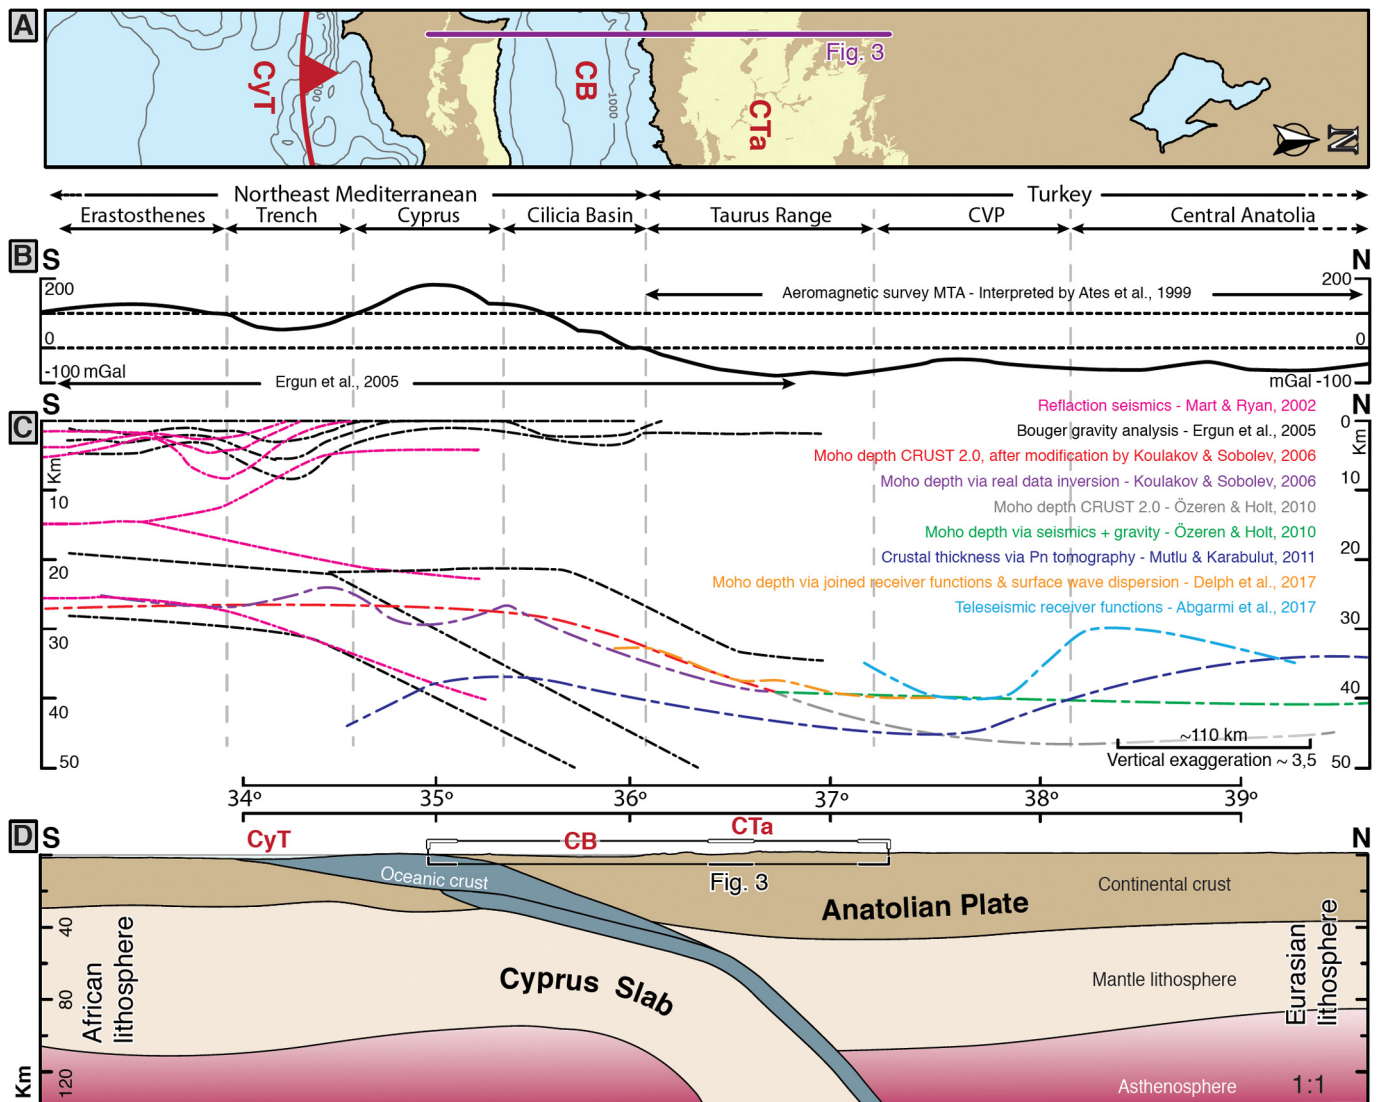 A
CyT
000
CB
1000
CTa
Fig. 3
N
Northeast Mediterranean
Turkey
Erastosthenes
Trench
Cyprus
Cilicia Basin
Taurus Range
CVP
Central Anatolia
B
S
N
200
200
Aeromagnetic survey MTA - Interpreted by Ates et al., 1999
0
0
-100 mGal
Ergun et al., 2005
mGal -100
C
S
N
Reflaction seismics - Mart & Ryan, 2002
0
Bouger gravity analysis - Ergun et al., 2005
Km
Km
Moho depth CRUST 2.0, after modification by Koulakov & Sobolev, 2006
Moho depth via real data inversion - Koulakov & Sobolev, 2006
10
10
Moho depth CRUST 2.0 - Özeren & Holt, 2010
Moho depth via seismics + gravity - Özeren & Holt, 2010
20
20
Crustal thickness via Pn tomography - Mutlu & Karabulut, 2011
Moho depth via joined receiver functions & surface wave dispersion - Delph et al., 2017
Teleseismic receiver functions - Abgarmi et al., 2017
30
30
40
40
~110 km
50
Vertical exaggeration ~ 3,5
50
34º
35º
36º
37º
38º
39º
D
S
N
CyT
CB
CTa
Oceanic crust
Fig. 3
Continental crust
Anatolian Plate
40
African
lithosphere
Cyprus Slab
Mantle lithosphere
Eurasian
lithosphere
80
Km
120
Asthenosphere
1:1